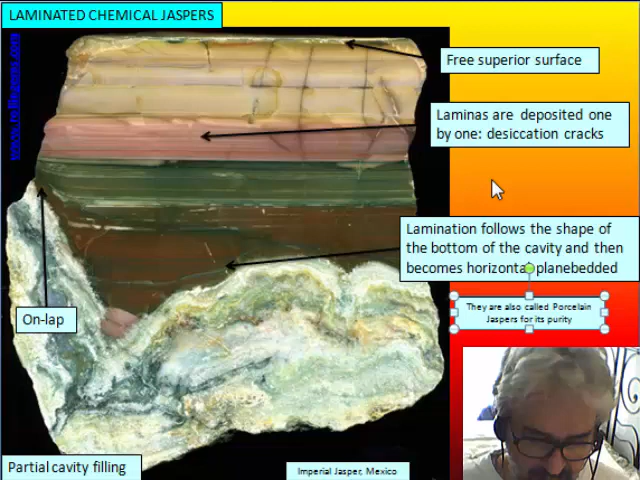 LAMINATED CHEMICAL JASPERS
Free superior surface
Laminas are deposited one
by one: desiccation cracks
Lamination follows the shape of
the bottom of the cavity and then
becomes horizontal planebedded
They are also called Porcelain
Jaspers for its purity
On-lap
Partial cavity filling
Imperial Jasper, Mexico